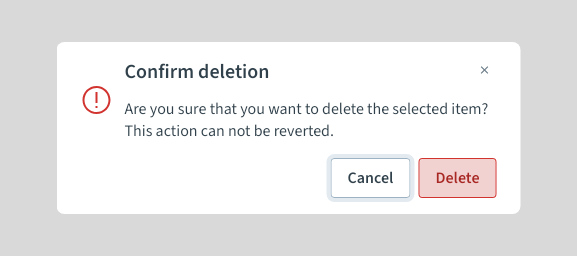 Confirm deletion
Are you sure that you want to delete the selected item?
This action can not be reverted.
Cancel Delete